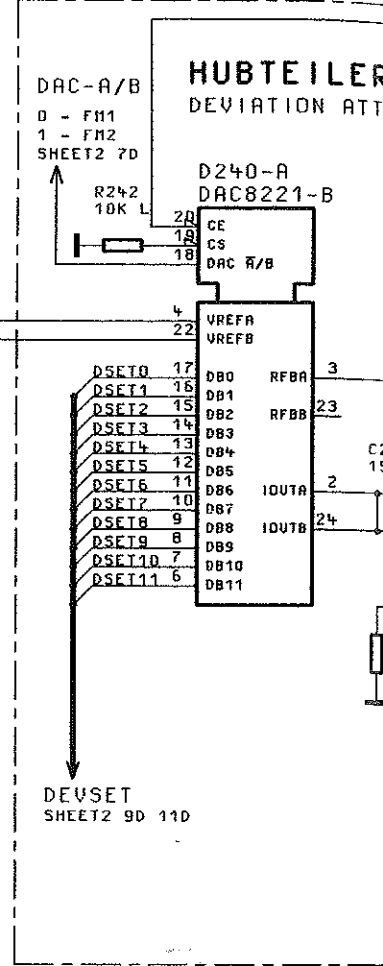 HUBTEILER
DEVIATION ATT
DAC-A/B
0 - FM1
1 - FM2
SHEET2 7D
D240-A
DAC8221-B
R242
10K L
20 CE
19 CS
18 DAC A/B
4 VREFA
22 VREFB
DSET0 17 DB0 RFBA 3
DSET1 16 DB1
DSET2 15 DB2 RFBB 23
DSET3 14 DB3
DSET4 13 DB4
DSET5 12 DB5
DSET6 11 DB6 IOUTA 2
DSET7 10 DB7
DSET8 9 DB8 IOUTB 24
DSET9 8 DB9
DSET10 7 DB10
DSET11 6 DB11
C2
15
DEVSET
SHEET2 9D 11D